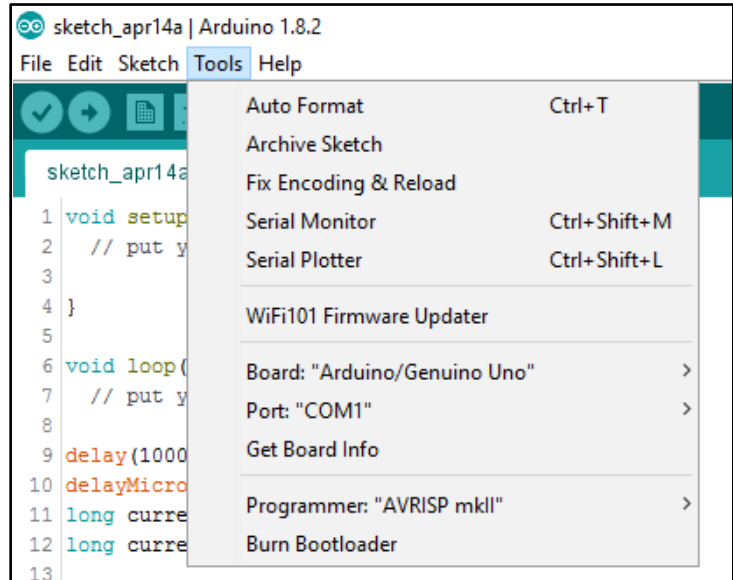 sketch_apr14a | Arduino 1.8.2
File Edit Sketch Tools Help
Auto Format Ctrl+T
Archive Sketch
Fix Encoding & Reload
Serial Monitor Ctrl+Shift+M
Serial Plotter Ctrl+Shift+L
WiFi101 Firmware Updater
Board: "Arduino/Genuino Uno"
Port: "COM1"
Get Board Info
Programmer: "AVRISP mkII"
Burn Bootloader
sketch_apr14a
1 void setup
2 // put y
3
4 }
5
6 void loop(
7 // put y
8
9 delay(1000
10 delayMicro
11 long curre
12 long curre
13